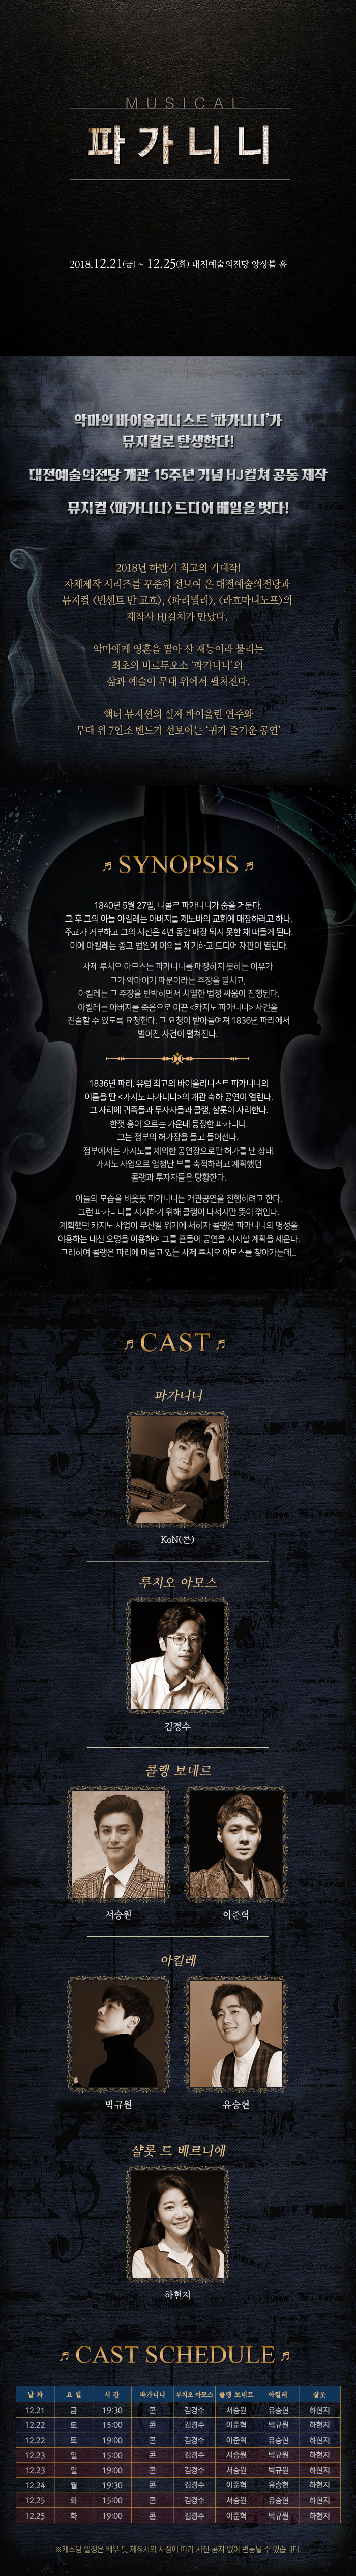 MUSICAL
파가니니
2018.12.21(금) ~ 12.25(화) 대전예술의전당 앙상블 홀
악마의 바이올리니스트 '파가니니'가
뮤지컬로 탄생한다!
대전예술의전당 개관 15주년 기념 HJ컬쳐 공동 제작
뮤지컬 〈파가니니〉 드디어 베일을 벗다!
2018년 하반기 최고의 기대작!
자체제작 시리즈를 꾸준히 선보여 온 대전예술의전당과
뮤지컬 〈빈센트 반 고흐〉, 〈파리넬리〉, 〈라흐마니노프〉의
제작사 HJ컬쳐가 만났다.
악마에게 영혼을 팔아 산 재능이라 불리는
최초의 비르투오소 '파가니니'의
삶과 예술이 무대 위에서 펼쳐진다.
액터 뮤지션의 실제 바이올린 연주와
무대 위 7인조 밴드가 선보이는 '귀가 즐거운 공연'
SYNOPSIS
1840년 5월 27일, 니콜로 파가니니가 숨을 거둔다.
그 후 그의 아들 아킬레는 아버지를 제노바의 교회에 매장하려고 하나,
주교가 거부하고 그의 시신은 4년 동안 매장 되지 못한 채 떠돌게 된다.
이에 아킬레는 종교 법원에 이의를 제기하고 드디어 재판이 열린다.
사제 루치오 아모스는 파가니니를 매장하지 못하는 이유가
그가 악마이기 때문이라는 주장을 펼치고,
아킬레는 그 주장을 반박하면서 치열한 법정 싸움이 진행된다.
아킬레는 아버지를 죽음으로 이끈 <카지노 파가니니> 사건을
진술할 수 있도록 요청한다. 그 요청이 받아들여져 1836년 파리에서
벌어진 사건이 펼쳐진다.
1836년 파리. 유럽 최고의 바이올리니스트 파가니니의
이름을 딴 <카지노 파가니니>의 개관 축하 공연이 열린다.
그 자리에 귀족들과 투자자들과 콜랭, 샬롯이 자리한다.
한껏 흥이 오르는 가운데 등장한 파가니니.
그는 정부의 허가장을 들고 들어선다.
정부에서는 카지노를 제외한 공연장으로만 허가를 낸 상태.
카지노 사업으로 엄청난 부를 축적하려고 계획했던
콜랭과 투자자들은 당황한다.
이들의 모습을 비웃듯 파가니니는 개관공연을 진행하려고 한다.
그런 파가니니를 저지하기 위해 콜랭이 나서지만 뜻이 꺾인다.
계획했던 카지노 사업이 무산될 위기에 처하자 콜랭은 파가니니의 명성을
이용하는 대신 오명을 이용하여 그를 흔들어 공연을 저지할 계획을 세운다.
그리하여 콜랭은 파리에 머물고 있는 사제 루치오 아모스를 찾아가는데...
CAST
파가니니
KoN(콘)
루치오 아모스
김경수
콜랭 보네르
서승원 이준혁
아킬레
박규원 유승현
샬롯 드 베르니에
하현지
CAST SCHEDULE
날 짜 요 일 시 간 파가니니 루치오 아모스 콜랭 보네르 아킬레 샬롯
12.21 금 19:30 콘 김경수 서승원 유승현 하현지
12.22 토 15:00 콘 김경수 이준혁 박규원 하현지
12.22 토 19:00 콘 김경수 이준혁 유승현 하현지
12.23 일 15:00 콘 김경수 서승원 박규원 하현지
12.23 일 19:00 콘 김경수 서승원 박규원 하현지
12.24 월 19:30 콘 김경수 이준혁 유승현 하현지
12.25 화 15:00 콘 김경수 서승원 유승현 하현지
12.25 화 19:00 콘 김경수 이준혁 박규원 하현지
※캐스팅 일정은 배우 및 제작사의 사정에 따라 사전 공지 없이 변동될 수 있습니다.